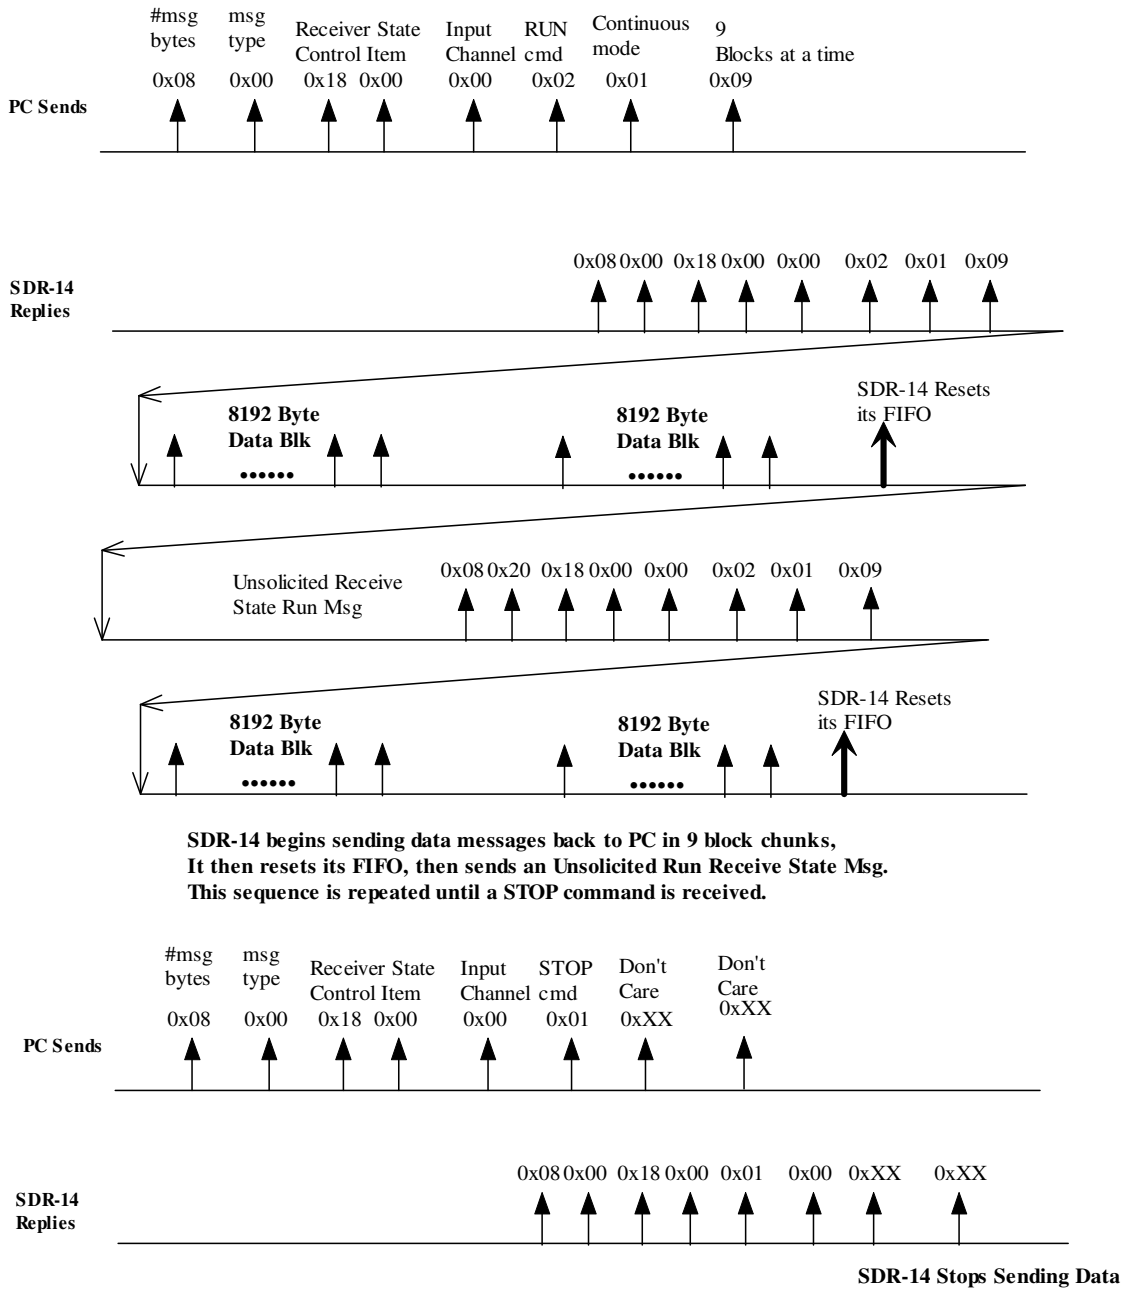 #msg bytes
msg type
Receiver State Control Item
Input Channel
RUN cmd
Continuous mode
9 Blocks at a time
0x08 0x00 0x18 0x00 0x00 0x02 0x01 0x09
PC Sends
0x08 0x00 0x18 0x00 0x00 0x02 0x01 0x09
SDR-14
Replies
8192 Byte
Data Blk
••••••
8192 Byte
Data Blk
••••••
SDR-14 Resets
its FIFO
Unsolicited Receive
State Run Msg
0x08 0x20 0x18 0x00 0x00 0x02 0x01 0x09
8192 Byte
Data Blk
••••••
8192 Byte
Data Blk
••••••
SDR-14 Resets
its FIFO
SDR-14 begins sending data messages back to PC in 9 block chunks,
It then resets its FIFO, then sends an Unsolicited Run Receive State Msg.
This sequence is repeated until a STOP command is received.
#msg bytes
msg type
Receiver State Control Item
Input Channel
STOP cmd
Don't Care
Don't Care
0x08 0x00 0x18 0x00 0x00 0x01 0xXX 0xXX
PC Sends
0x08 0x00 0x18 0x00 0x01 0x00 0xXX 0xXX
SDR-14
Replies
SDR-14 Stops Sending Data